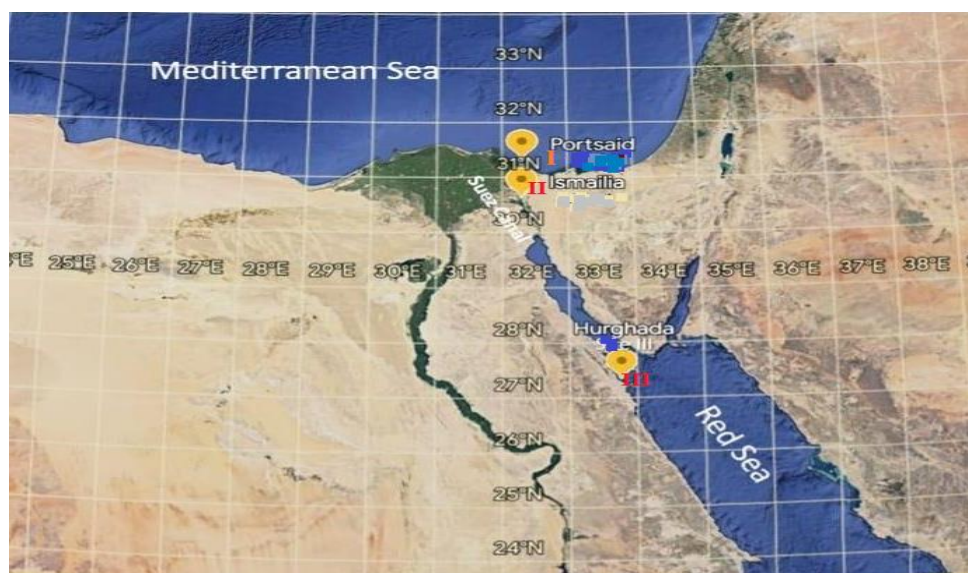 33°N
Mediterranean Sea
32°N
Portsaid
I
31°N
Ismailia
II
Suez canal
30°N
25°E 26°E 27°E 28°E 29°E 30°E 31°E 32°E 33°E 34°E 35°E 36°E 37°E 38°E
28°N
Hurghada
III
III
27°N
Red Sea
26°N
25°N
24°N